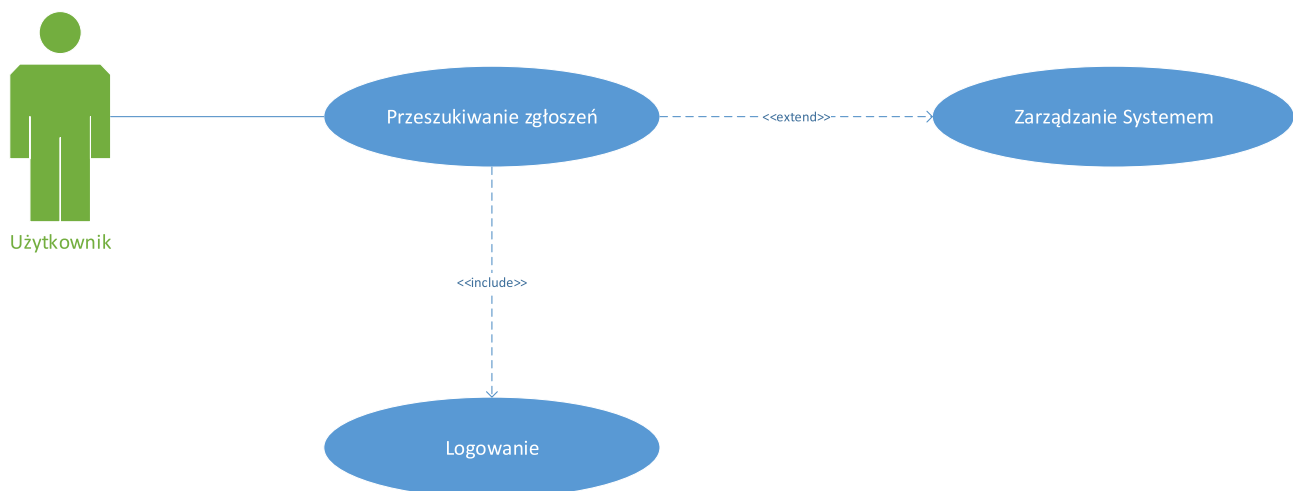 Przeszukiwanie zgłoszeń
<<extend>>
Zarządzanie Systemem
Użytkownik
<<include>>
Logowanie